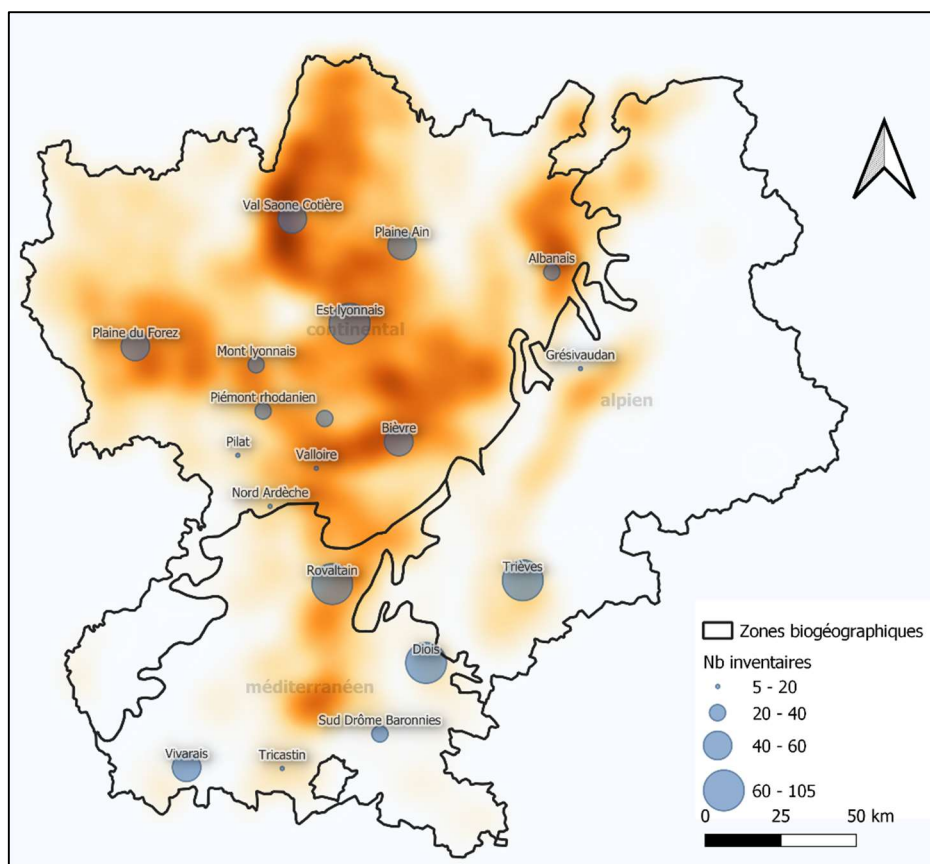 Val Saone Cotière
Plaine Ain
Albanais
Est lyonnais
continental
Plaine du Forez
Mont lyonnais
Grésivaudan
alpien
Piémont rhodanien
Bièvre
Pilat
Valloire
Nord Ardèche
Rovaltain
Trièves
Diois
méditerranéen
Sud Drôme Baronnies
Vivarais
Tricastin
Zones biogéographiques
Nb inventaires
5 - 20
20 - 40
40 - 60
60 - 105
0 25 50 km